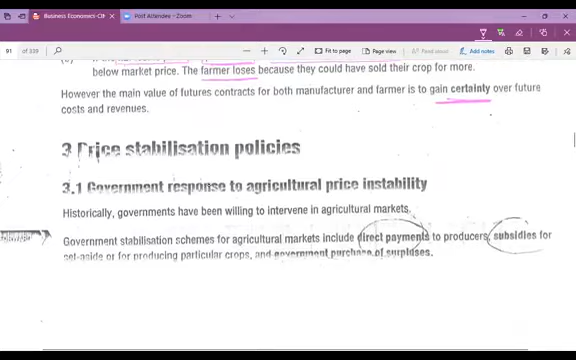 Business Economics-CM
Post Attendee - Zoom
91 of 339
Fit to page
Page view
Read aloud
Add notes
below market price. The farmer loses because they could have sold their crop for more.
However the main value of futures contracts for both manufacturer and farmer is to gain certainty over future
costs and revenues.
3 Price stabilisation policies
3.1 Government response to agricultural price instability
Historically, governments have been willing to intervene in agricultural markets.
Government stabilisation schemes for agricultural markets include direct payments to producers, subsidies for
set-aside or for producing particular crops, and government purchase of surpluses.